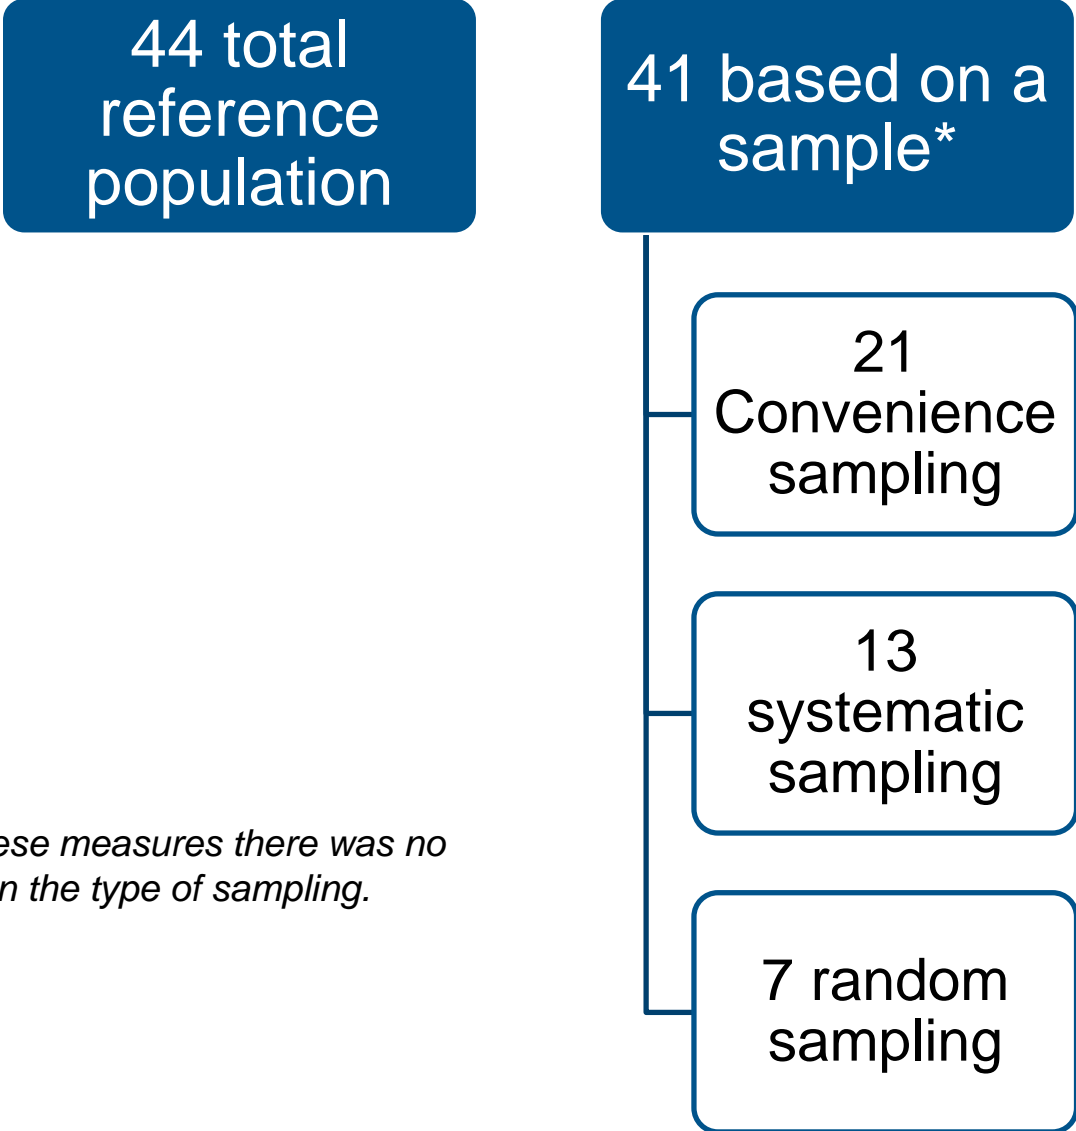 44 total
reference
population
41 based on a
sample*
21
Convenience
sampling
13
systematic
sampling
measures there was no
the type of sampling.
7 random
sampling